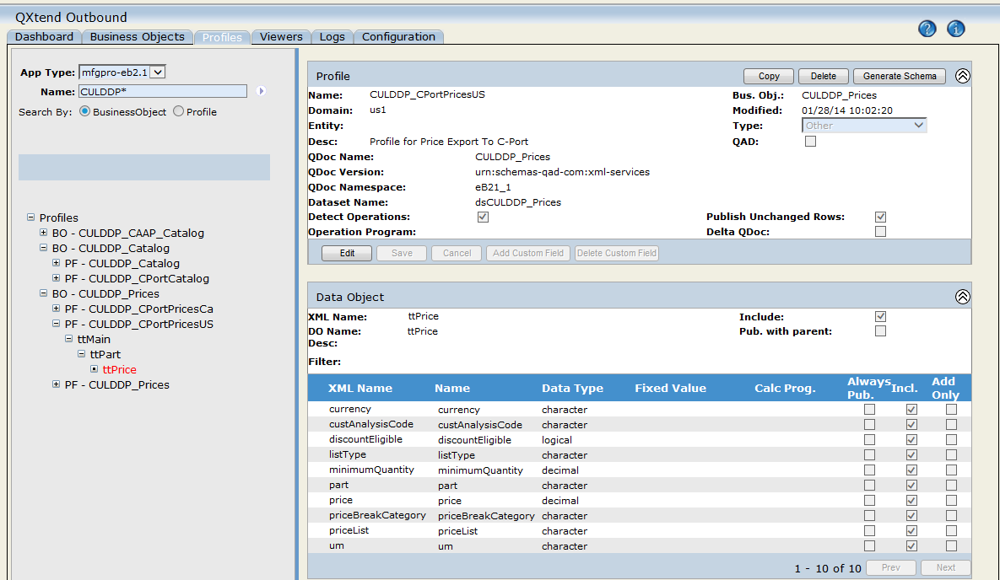 QXtend Outbound
Dashboard Business Objects Profiles Viewers Logs Configuration
App Type: mfgpro-eb2.1
Name: CULDDP*
Search By: BusinessObject Profile
Profiles
BO - CULDDP_CAAP_Catalog
BO - CULDDP_Catalog
PF - CULDDP_Catalog
PF - CULDDP_CPortCatalog
BO - CULDDP_Prices
PF - CULDDP_CPortPricesCa
PF - CULDDP_CPortPricesUS
ttMain
ttPart
ttPrice
PF - CULDDP_Prices
Profile Copy Delete Generate Schema
Name: CULDDP_CPortPricesUS Bus. Obj.: CULDDP_Prices
Domain: us1 Modified: 01/28/14 10:02:20
Entity: Type: Other
Desc: Profile for Price Export To C-Port QAD:
QDoc Name: CULDDP_Prices
QDoc Version: urn:schemas-qad-com:xml-services
QDoc Namespace: eB21_1
Dataset Name: dsCULDDP_Prices
Detect Operations: Publish Unchanged Rows:
Operation Program: Delta QDoc:
Edit Save Cancel Add Custom Field Delete Custom Field
Data Object
XML Name: ttPrice Include:
DO Name: ttPrice Pub. with parent:
Desc:
Filter:
XML Name Name Data Type Fixed Value Calc Prog. Always Pub. Incl. Add Only
currency currency character
custAnalysisCode custAnalysisCode character
discountEligible discountEligible logical
listType listType character
minimumQuantity minimumQuantity decimal
part part character
price price decimal
priceBreakCategory priceBreakCategory character
priceList priceList character
um um character
1 - 10 of 10 Prev Next